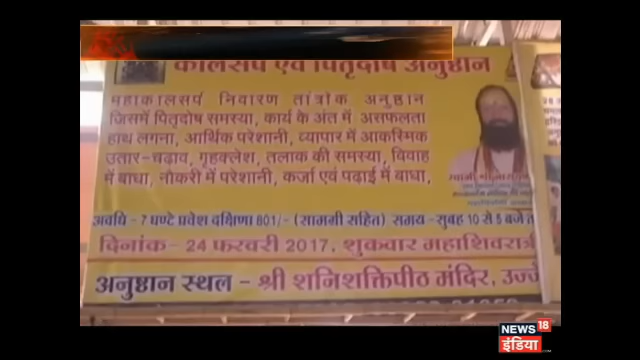 कालसर्प एवं पितृदोष अनुष्ठान
महाकालसर्प निवारण तांत्रोक अनुष्ठान
जिसमें पितृदोष समस्या, कार्य के अंत में असफलता
हाथ लगना, आर्थिक परेशानी, व्यापार में आकस्मिक
उतार-चढ़ाव, गृहक्लेश, तलाक की समस्या, विवाह
में बाधा, नौकरी में परेशानी, कर्जा एवं पढ़ाई में बाधा,
अवधि - 7 घण्टे प्रवेश दक्षिणा 801/- (सामग्री सहित) समय - सुबह 10 से 5 बजे त
दिनांक- 24 फरवरी 2017, शुक्रवार महाशिवरात्री
अनुष्ठान स्थल - श्री शनिशक्तिपीठ मंदिर, उज्जै
NEWS 18
इंडिया